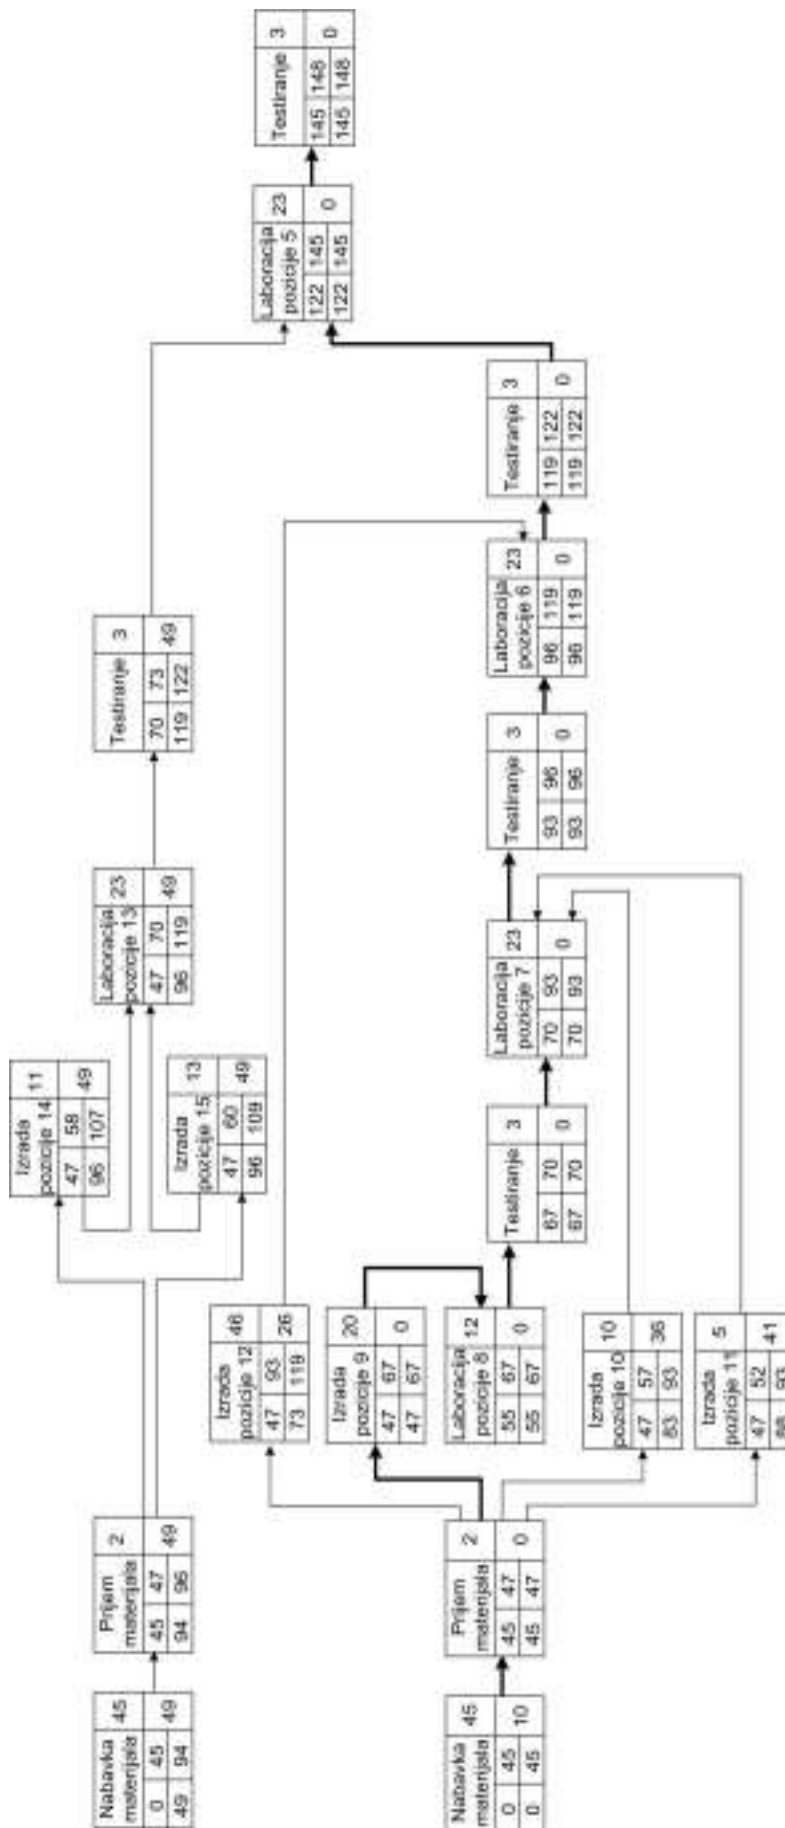 Izrada
pozicije 14
11
47 58
96 107
49
Nabavka
materijala
45
0 45
49 94
49
Prijem
materijala
2
45 47
94 96
49
Laboracija
pozicije 13
23
47 70
96 119
49
Testiranje
3
70 73
119 122
49
Izrada
pozicije 15
13
47 60
96 109
49
Izrada
pozicije 12
46
47 93
73 119
26
Laboracija
pozicije 5
23
122 145
122 145
0
Testiranje
3
145 148
145 148
0
Izrada
pozicije 9
20
47 67
47 67
0
Nabavka
materijala
45
0 45
0 45
10
Prijem
materijala
2
45 47
45 47
0
Laboracija
pozicije 8
12
55 67
55 67
0
Testiranje
3
67 70
67 70
0
Laboracija
pozicije 7
23
70 93
70 93
0
Testiranje
3
93 96
93 96
0
Laboracija
pozicije 6
23
96 119
96 119
0
Testiranje
3
119 122
119 122
0
Izrada
pozicije 10
10
47 57
83 93
36
Izrada
pozicije 11
5
47 52
93
41